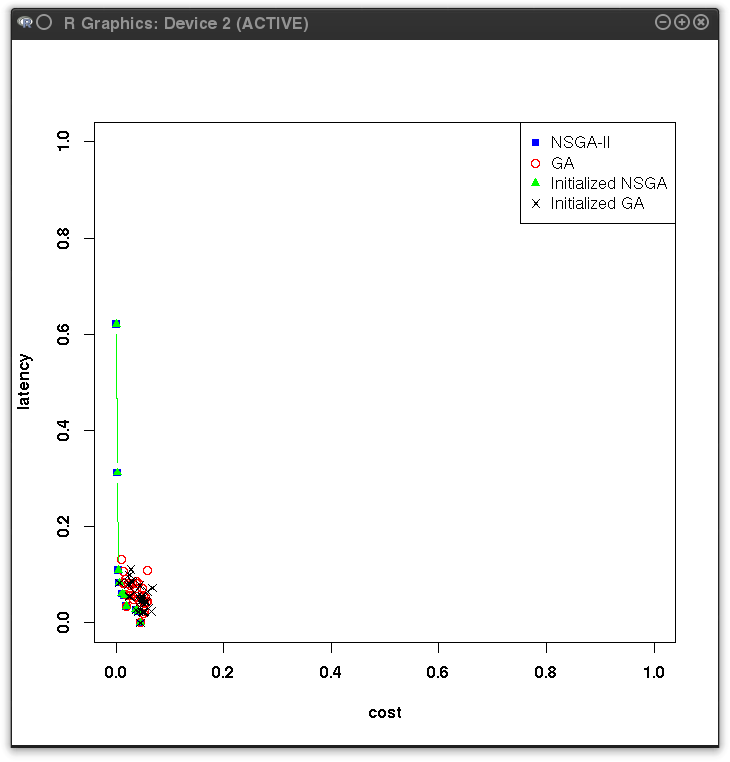 R Graphics: Device 2 (ACTIVE)
NSGA-II
GA
Initialized NSGA
Initialized GA
latency
1.0
0.8
0.6
0.4
0.2
0.0
0.0 0.2 0.4 0.6 0.8 1.0
cost